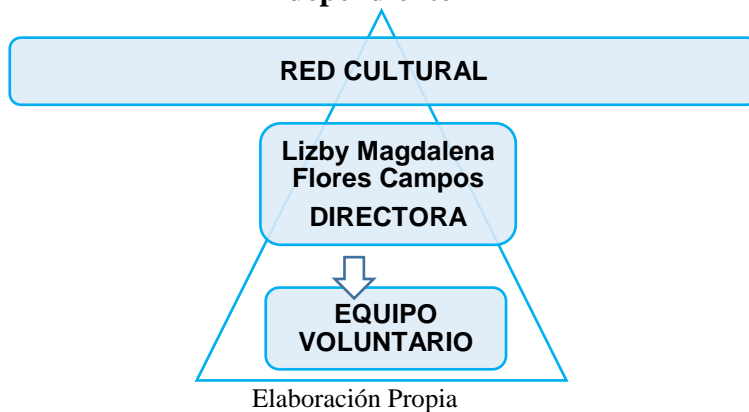 RED CULTURAL
Lizby Magdalena
Flores Campos
DIRECTORA
EQUIPO
VOLUNTARIO
Elaboración Propia